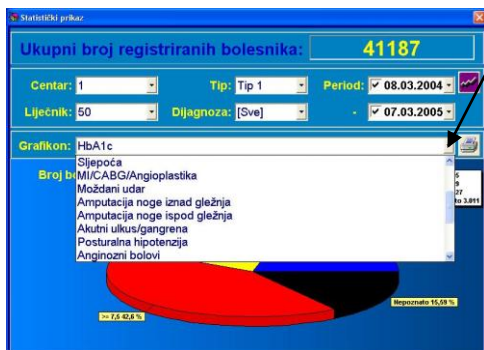 Statistički prikaz
Ukupni broj registriranih bolesnika: 41187
Centar: 1 Tip: Tip 1 Period: 08.03.2004
Liječnik: 50 Dijagnoza: [Sve] - 07.03.2005
Grafikon: HbA1c
Sljepoća
Broj
MI/CABG/Angioplastika
Moždani udar
Amputacija noge iznad gležnja
Amputacija noge ispod gležnja
Akutni ulkus/gangrena
Posturalna hipotenzija
Anginozni bolovi
Nepoznato 15,59 %
>= 7,5 42,6 %